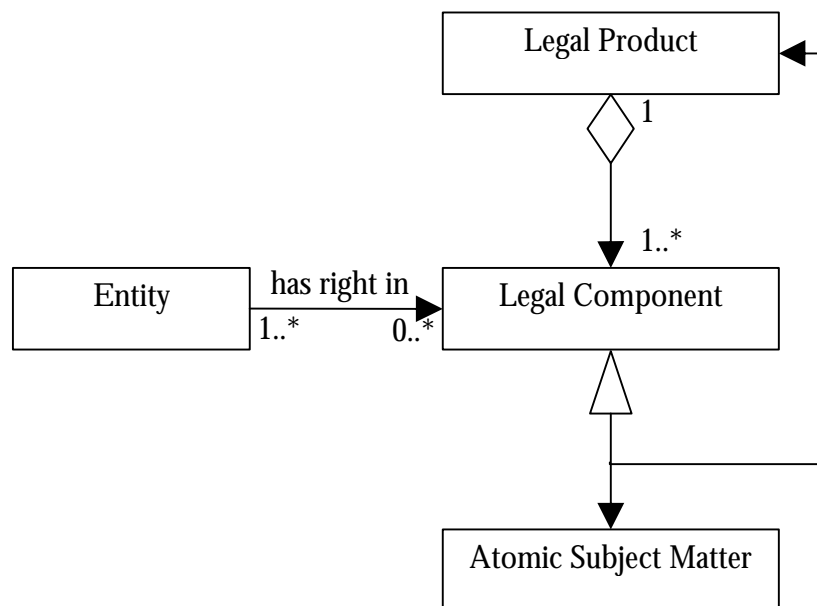 Legal Product
1
1..*
Entity
has right in
Legal Component
1..*
0..*
Atomic Subject Matter